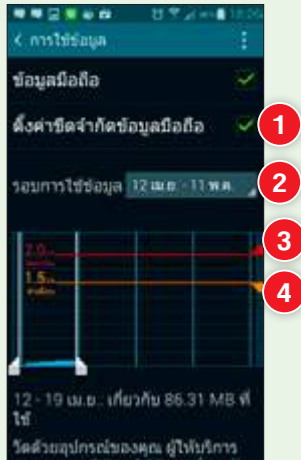 < การใช้ข้อมูล
ข้อมูลมือถือ
ตั้งค่าขีดจำกัดข้อมูลมือถือ
1
รอบการใช้ข้อมูล 12 เม.ย. - 11 พ.ค.
2
3
2.0
4
1.5
12 - 19 เม.ย.: เกี่ยวกับ 86.31 MB ที่
ใช้
วัดด้วยอุปกรณ์ของคุณ ผู้ให้บริการ